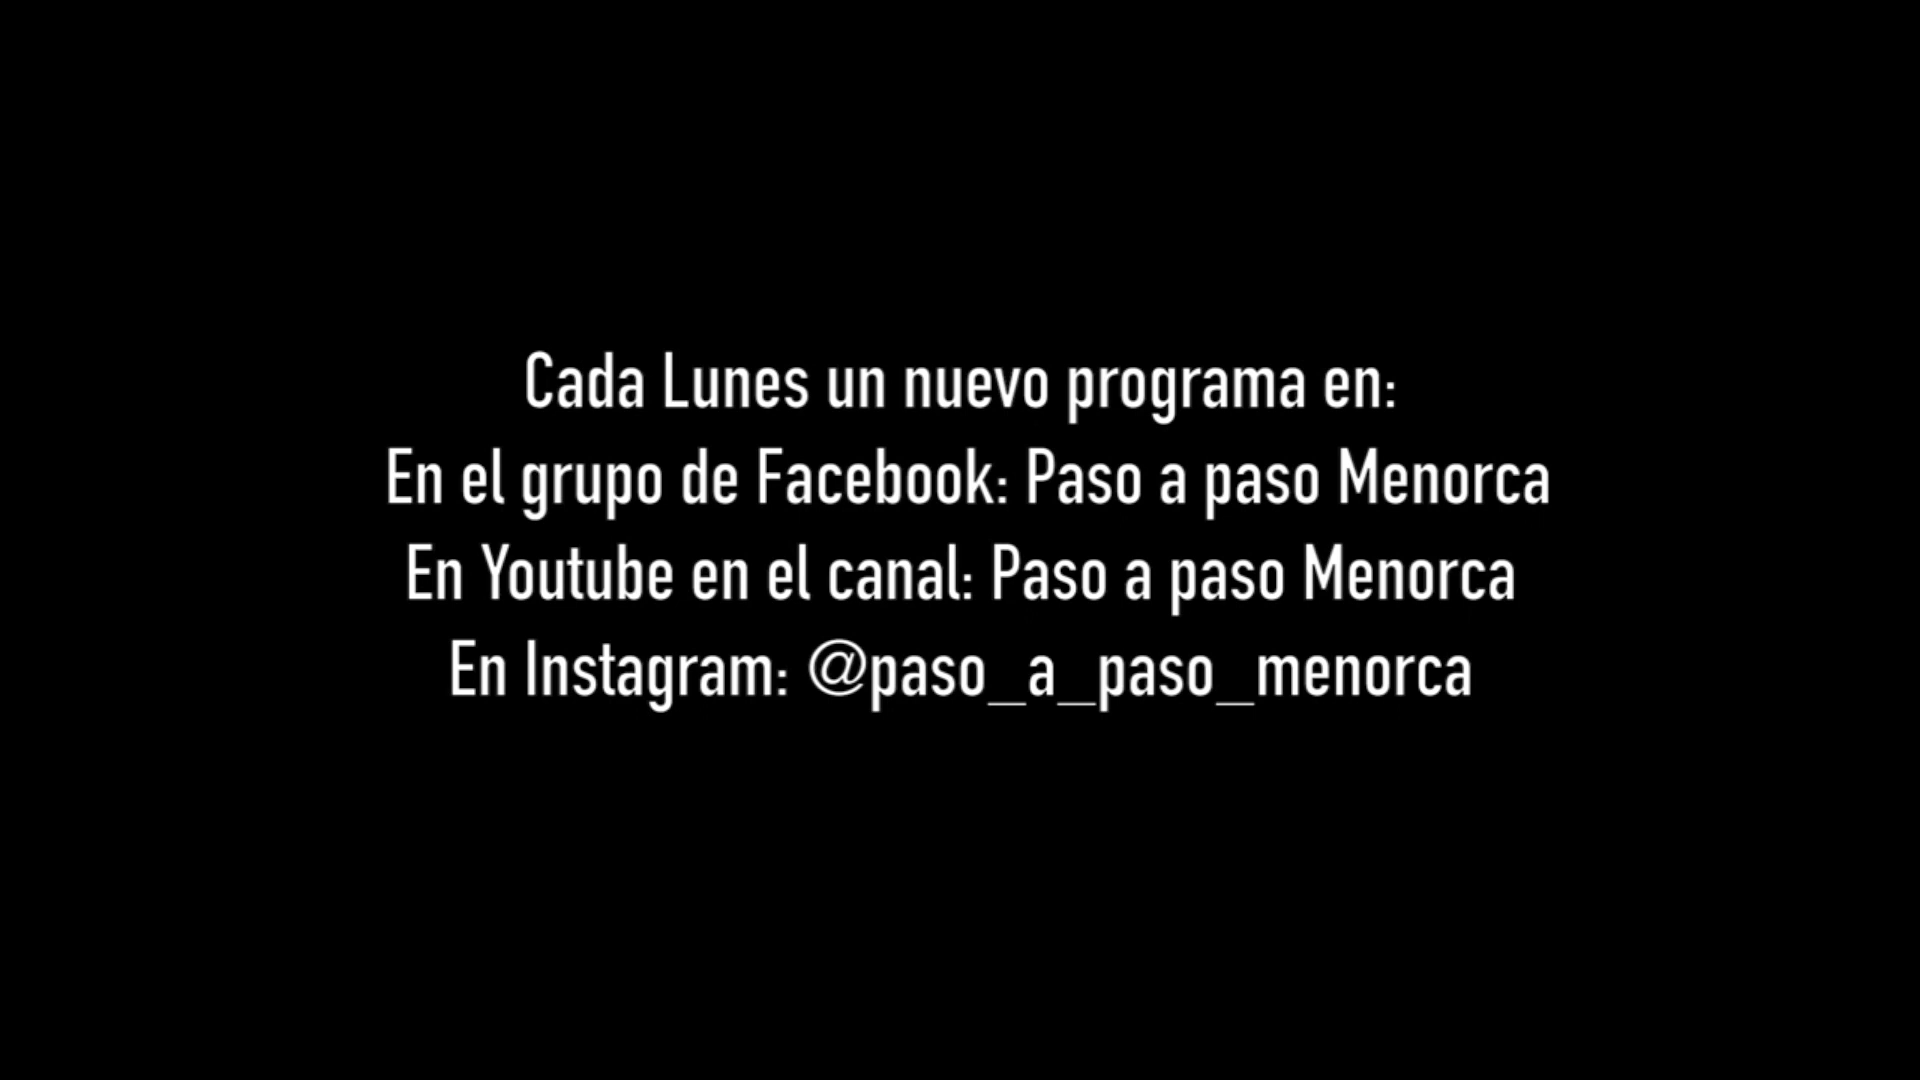 Cada Lunes un nuevo programa en:
En el grupo de Facebook: Paso a paso Menorca
En Youtube en el canal: Paso a paso Menorca
En Instagram: @paso_a_paso_menorca